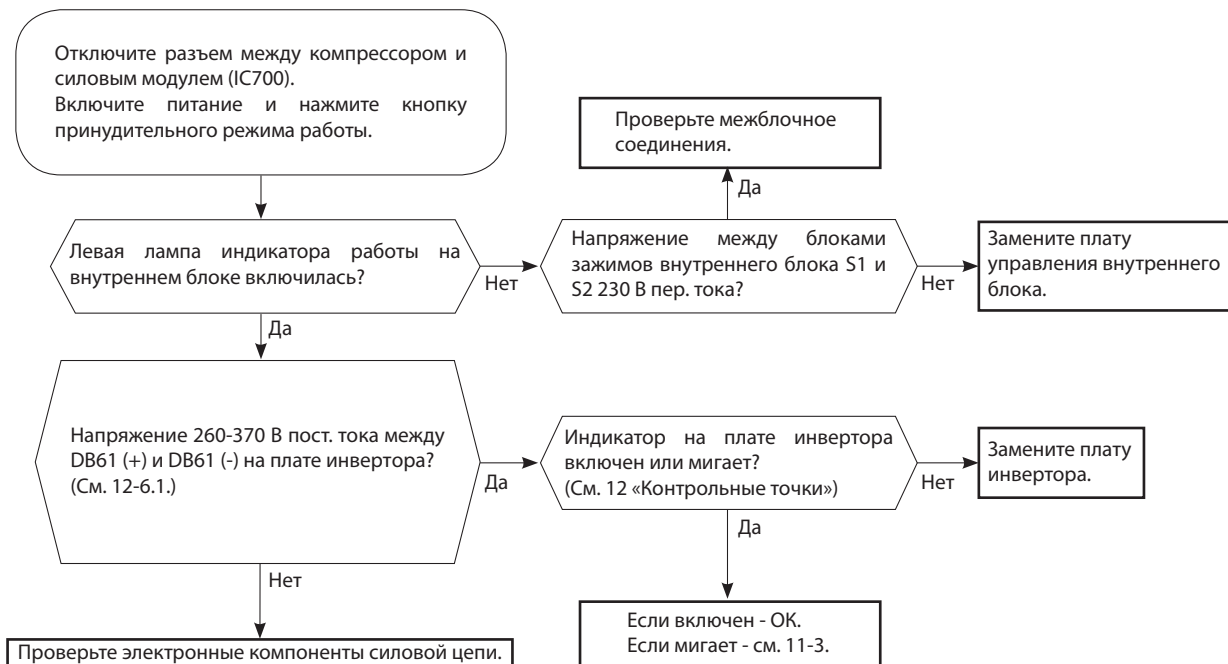 Отключите разъем между компрессором и
силовым модулем (IC700).
Включите питание и нажмите кнопку
принудительного режима работы.
Проверьте межблочное
соединения.
Да
Левая лампа индикатора работы на
внутреннем блоке включилась?
Нет
Напряжение между блоками
зажимов внутреннего блока S1 и
S2 230 В пер. тока?
Нет
Замените плату
управления внутреннего
блока.
Да
Напряжение 260-370 В пост. тока между
DB61 (+) и DB61 (-) на плате инвертора?
(См. 12-6.1.)
Да
Индикатор на плате инвертора
включен или мигает?
(См. 12 «Контрольные точки»)
Нет
Замените плату
инвертора.
Да
Нет
Если включен - OK.
Если мигает - см. 11-3.
Проверьте электронные компоненты силовой цепи.